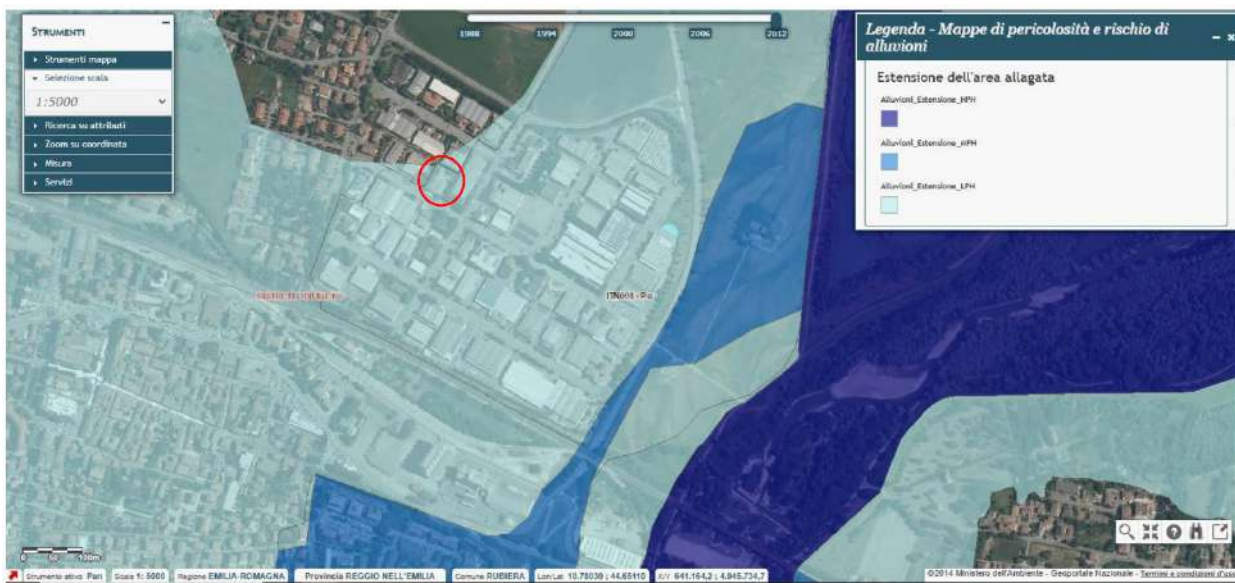 STRUMENTI
Strumenti mappa
Selezione scala
1:5000
Ricerca su attributi
Zoom su coordinata
Misura
Servizi
1988 1994 2000 2006 2012
Legenda - Mappe di pericolosità e rischio di
alluvioni
Estensione dell'area allagata
Alluvioni_Estensione_HPH
Alluvioni_Estensione_MPH
Alluvioni_Estensione_LPH
ITN008 - Po
0 50 100m
Strumento attivo Pan Scala 1: 5000 Regione EMILIA-ROMAGNA Provincia REGGIO NELL'EMILIA Comune RUBIERA Lon/Lat 10.78030 ; 44.65110 X/Y 641.164,2 ; 4.945.734,7 ©2014 Ministero dell'Ambiente - Geoportale Nazionale - Termini e condizioni d'uso